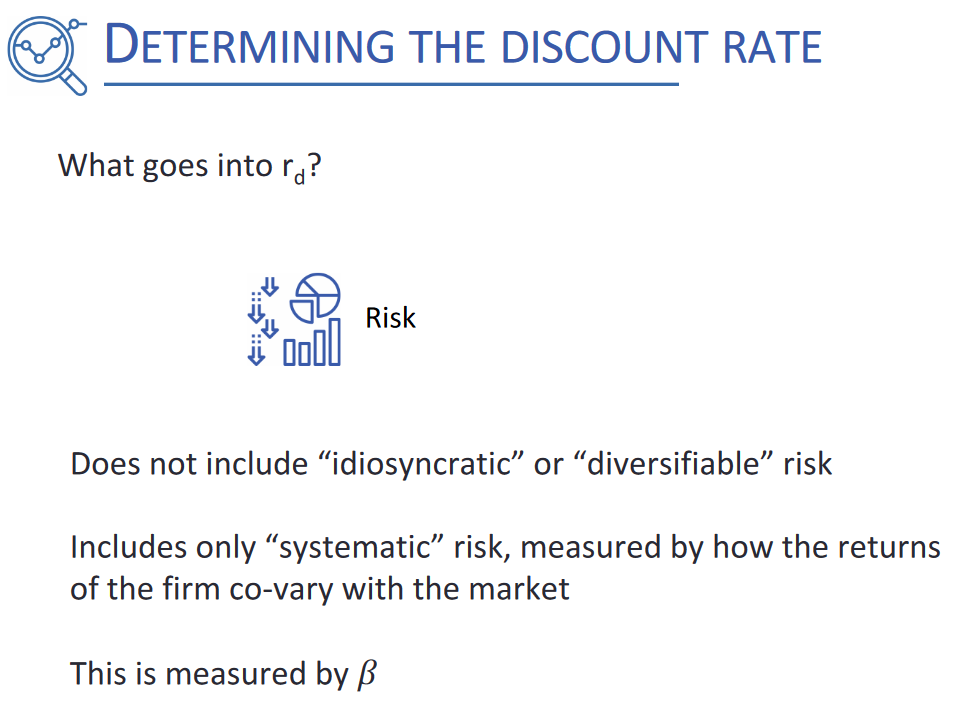 DETERMINING THE DISCOUNT RATE
What goes into r_d?
Risk
Does not include “idiosyncratic” or “diversifiable” risk
Includes only “systematic” risk, measured by how the returns
of the firm co-vary with the market
This is measured by β